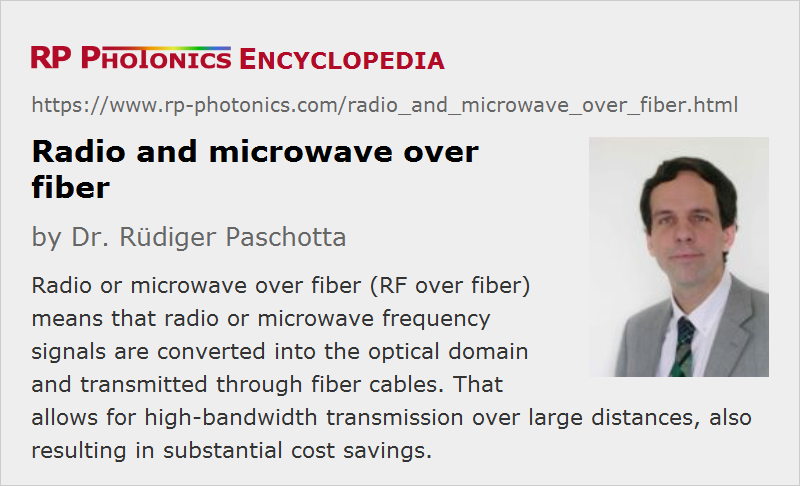 RP PHOTONICS ENCYCLOPEDIA
https://www.rp-photonics.com/radio_and_microwave_over_fiber.html
Radio and microwave over
fiber
by Dr. Rüdiger Paschotta
Radio or microwave over fiber (RF over fiber)
means that radio or microwave frequency
signals are converted into the optical domain
and transmitted through fiber cables. That
allows for high-bandwidth transmission over large distances, also
resulting in substantial cost savings.